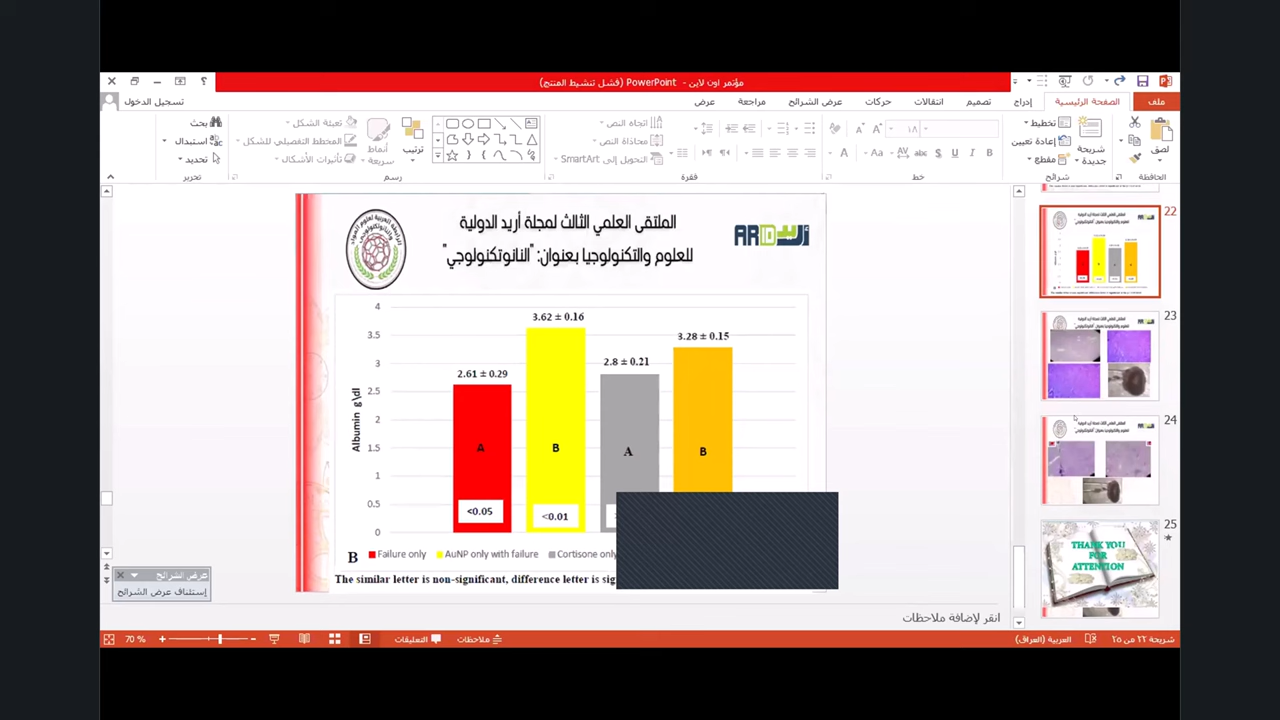 مؤتمر اون لاين - PowerPoint (فشل تنشيط المنتج)
ملف
الصفحة الرئيسية
إدراج
تصميم
انتقالات
حركات
عرض الشرائح
مراجعة
عرض
تسجيل الدخول
لصق
الحافظة
شريحة جديدة
تخطيط
إعادة تعيين
مقطع
شرائح
خط
فقرة
اتجاه النص
محاذاة النص
التحويل إلى SmartArt
ترتيب
أنماط سريعة
تعبئة الشكل
المخطط التفصيلي للشكل
تأثيرات الأشكال
رسم
بحث
استبدال
تحديد
تحرير
الملتقى العلمي الثالث لمجلة أريد الدولية
للعلوم والتكنولوجيا بعنوان: "النانوتكنولوجي"
ARID أريد
Albumin g\dl
4
3.5
3
2.5
2
1.5
1
0.5
0
2.61 ± 0.29
3.62 ± 0.16
2.8 ± 0.21
3.28 ± 0.15
A
B
A
B
<0.05
<0.01
B
Failure only
AuNP only with failure
Cortisone only
The similar letter is non-significant, difference letter is sig
22
23
24
25
THANK YOU
FOR
ATTENTION
عرض الشرائح
إستئناف عرض الشرائح
انقر لإضافة ملاحظات
شريحة ٢٢ من ٢٥
العربية (العراق)
ملاحظات
التعليقات
70 %